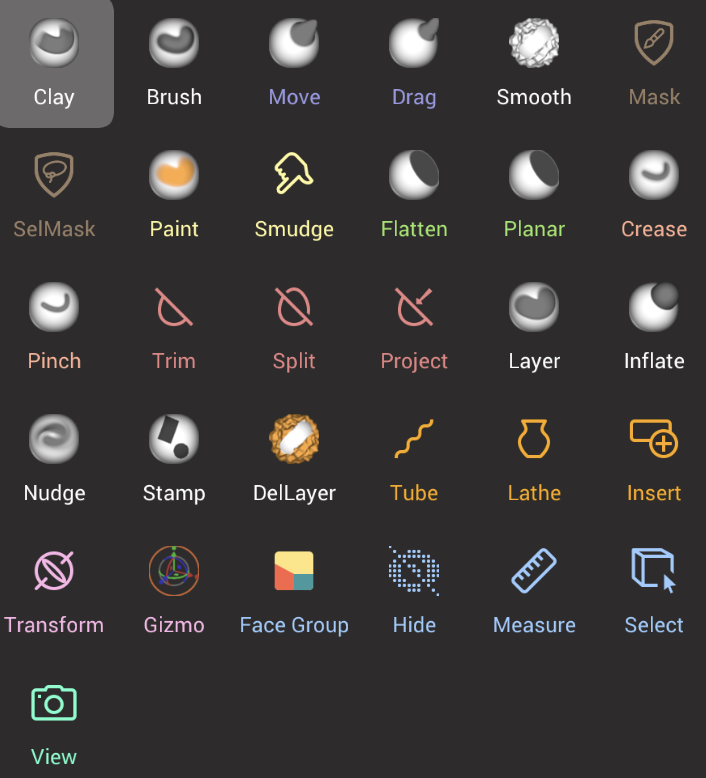 Clay Brush Move Drag Smooth Mask
SelMask Paint Smudge Flatten Planar Crease
Pinch Trim Split Project Layer Inflate
Nudge Stamp DelLayer Tube Lathe Insert
Transform Gizmo Face Group Hide Measure Select
View